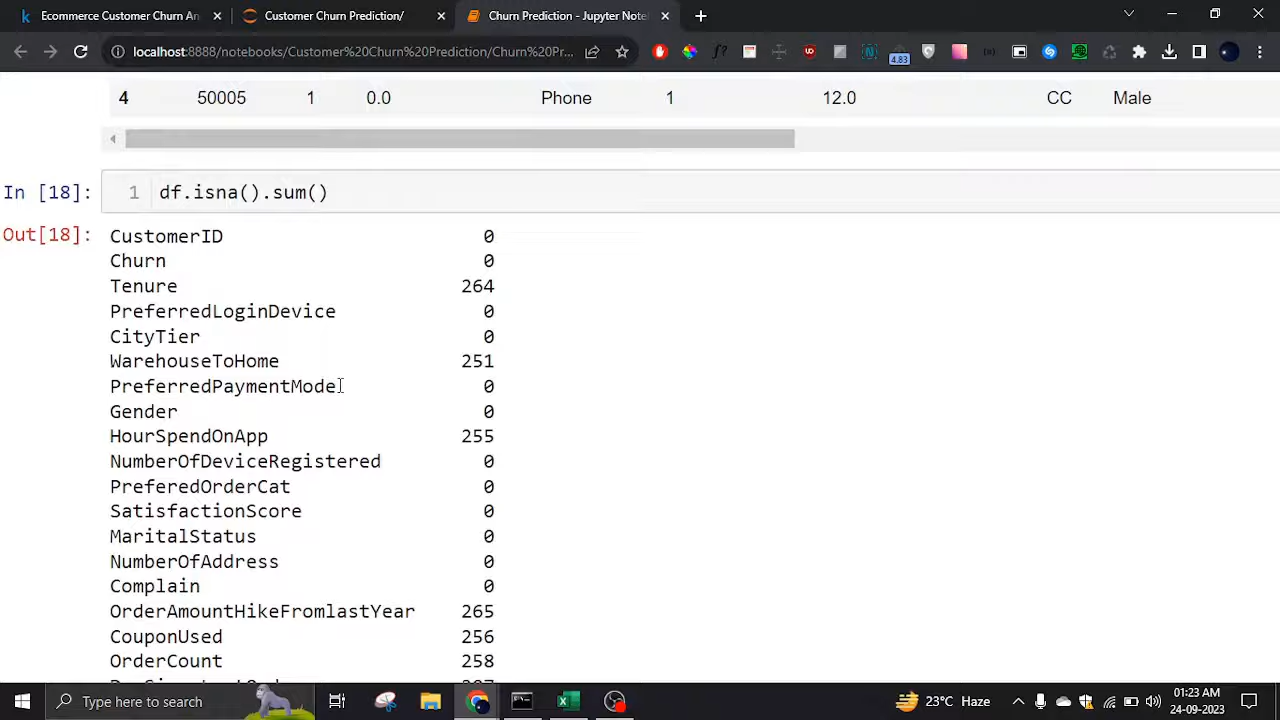 Ecommerce Customer Churn An
Customer Churn Prediction/
Churn Prediction - Jupyter Note
localhost:8888/notebooks/Customer%20Churn%20Prediction/Churn%20Pr...
4.83
4 50005 1 0.0 Phone 1 12.0 CC Male
In [18]: 1 df.isna().sum()
Out[18]: CustomerID 0
Churn 0
Tenure 264
PreferredLoginDevice 0
CityTier 0
WarehouseToHome 251
PreferredPaymentMode 0
Gender 0
HourSpendOnApp 255
NumberOfDeviceRegistered 0
PreferedOrderCat 0
SatisfactionScore 0
MaritalStatus 0
NumberOfAddress 0
Complain 0
OrderAmountHikeFromlastYear 265
CouponUsed 256
OrderCount 258
Type here to search
23°C Haze
01:23 AM
24-09-2023